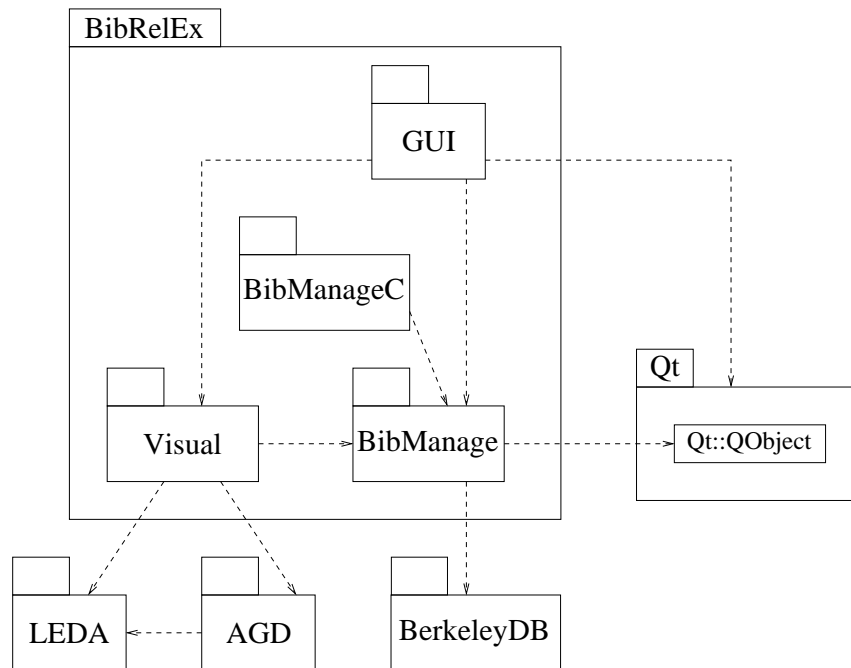 BibRelEx
GUI
BibManageC
Qt
Visual
BibManage
Qt::QObject
LEDA
AGD
BerkeleyDB